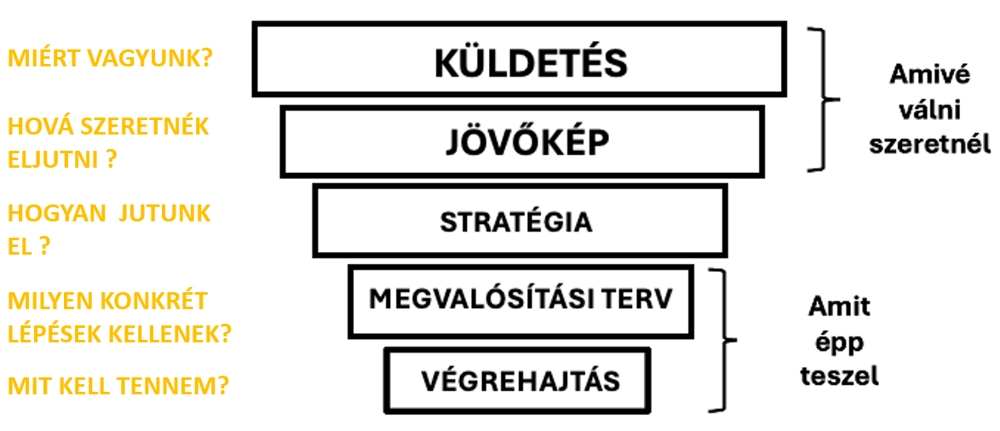 MIÉRT VAGYUNK?
KÜLDETÉS
HOVÁ SZERETNÉK
ELJUTNI ?
JÖVŐKÉP
Amivé
válni
szeretnél
HOGYAN  JUTUNK
EL ?
STRATÉGIA
MILYEN KONKRÉT
LÉPÉSEK KELLENEK?
MEGVALÓSÍTÁSI TERV
MIT KELL TENNEM?
VÉGREHAJTÁS
Amit
épp
teszel